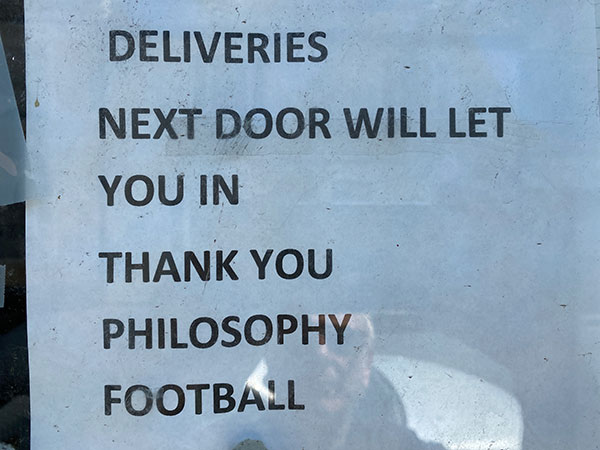 DELIVERIES
NEXT DOOR WILL LET
YOU IN
THANK YOU
PHILOSOPHY
FOOTBALL